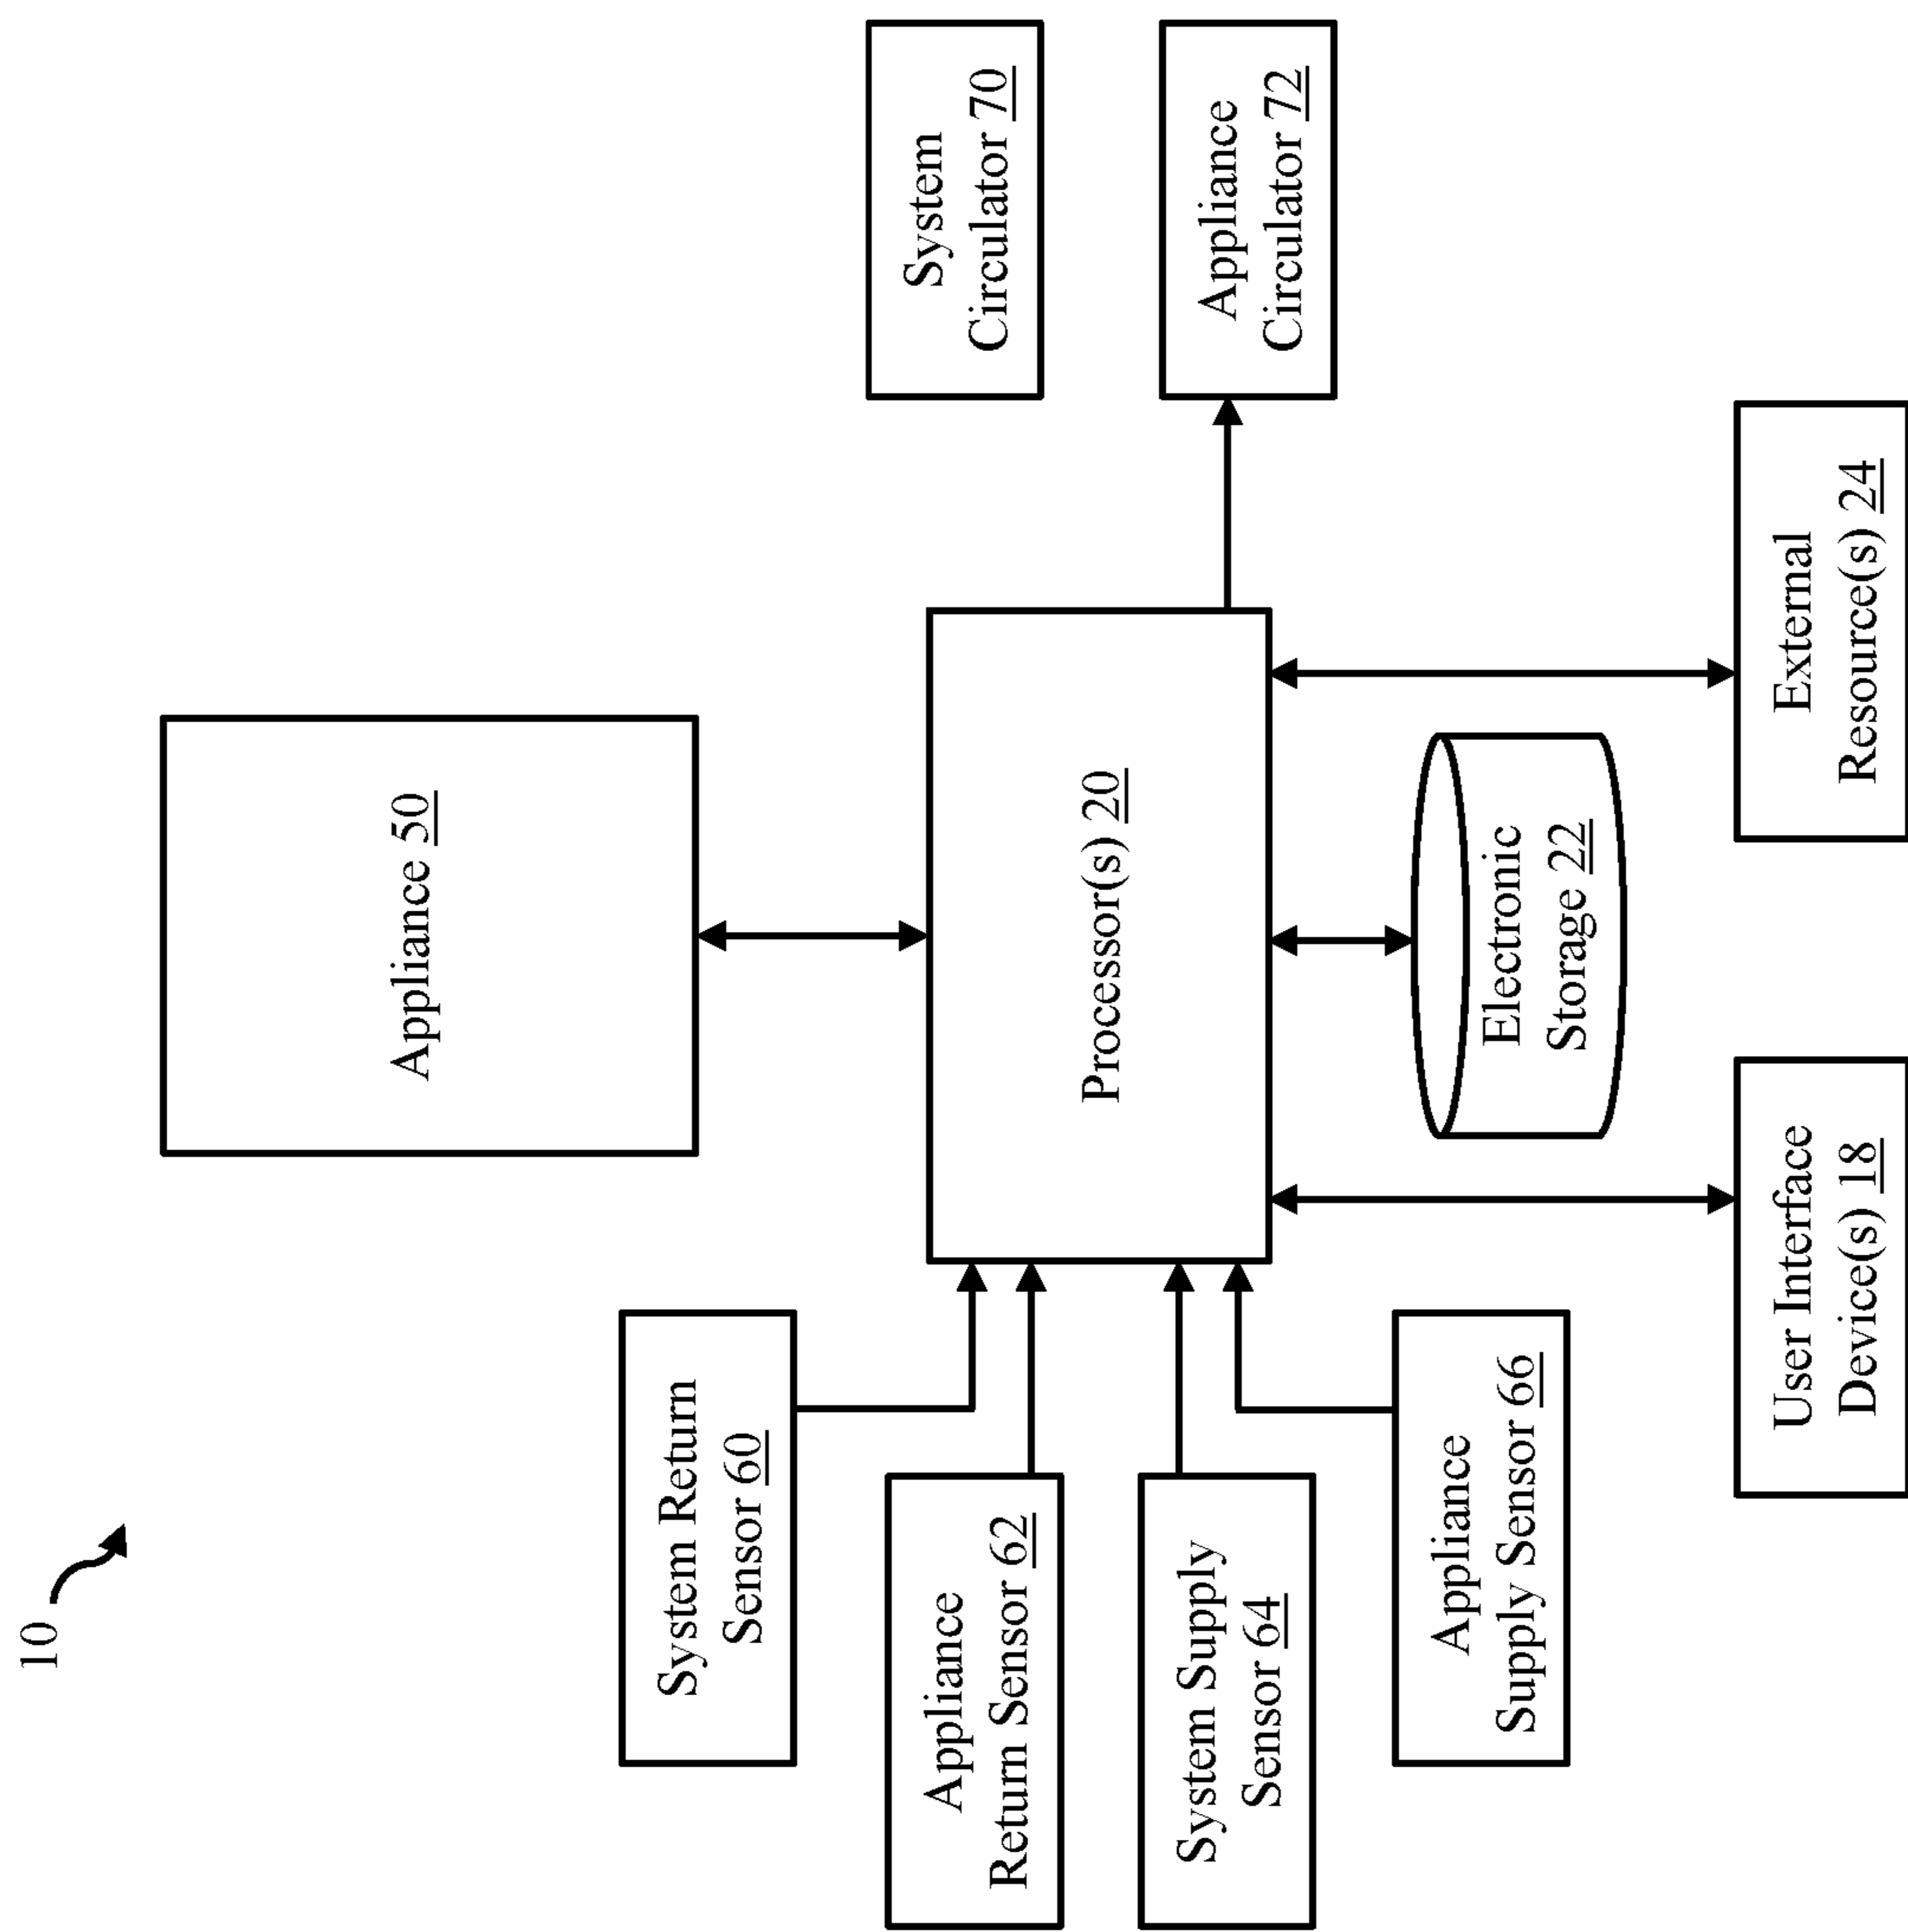 10
Appliance 50
System Return
Sensor 60
Appliance
Return Sensor 62
System Supply
Sensor 64
Appliance
Supply Sensor 66
Processor(s) 20
System
Circulator 70
Appliance
Circulator 72
User Interface
Device(s) 18
Electronic
Storage 22
External
Resource(s) 24